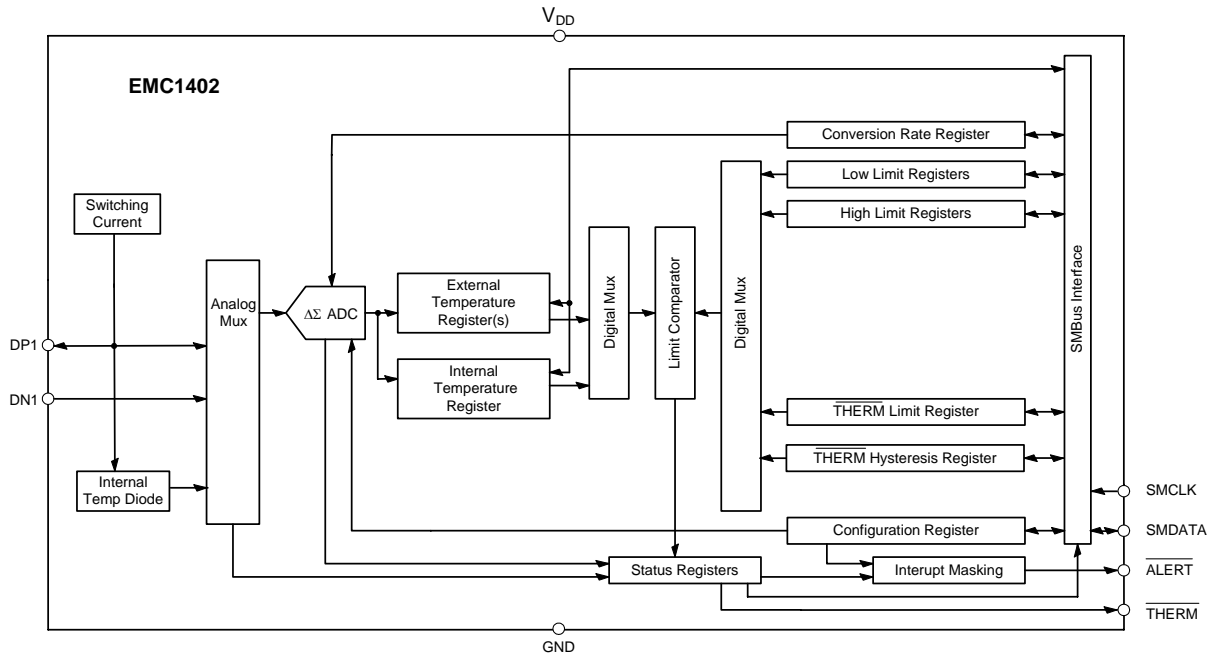 V_DD
EMC1402
Conversion Rate Register
Low Limit Registers
High Limit Registers
Switching
Current
Analog
Mux
ΔΣ ADC
External
Temperature
Register(s)
Internal
Temperature
Register
Digital Mux
Limit Comparator
Digital Mux
SMBus Interface
DP1
DN1
Internal
Temp Diode
THERM Limit Register
THERM Hysteresis Register
SMCLK
Configuration Register
SMDATA
Status Registers
Interupt Masking
ALERT
THERM
GND